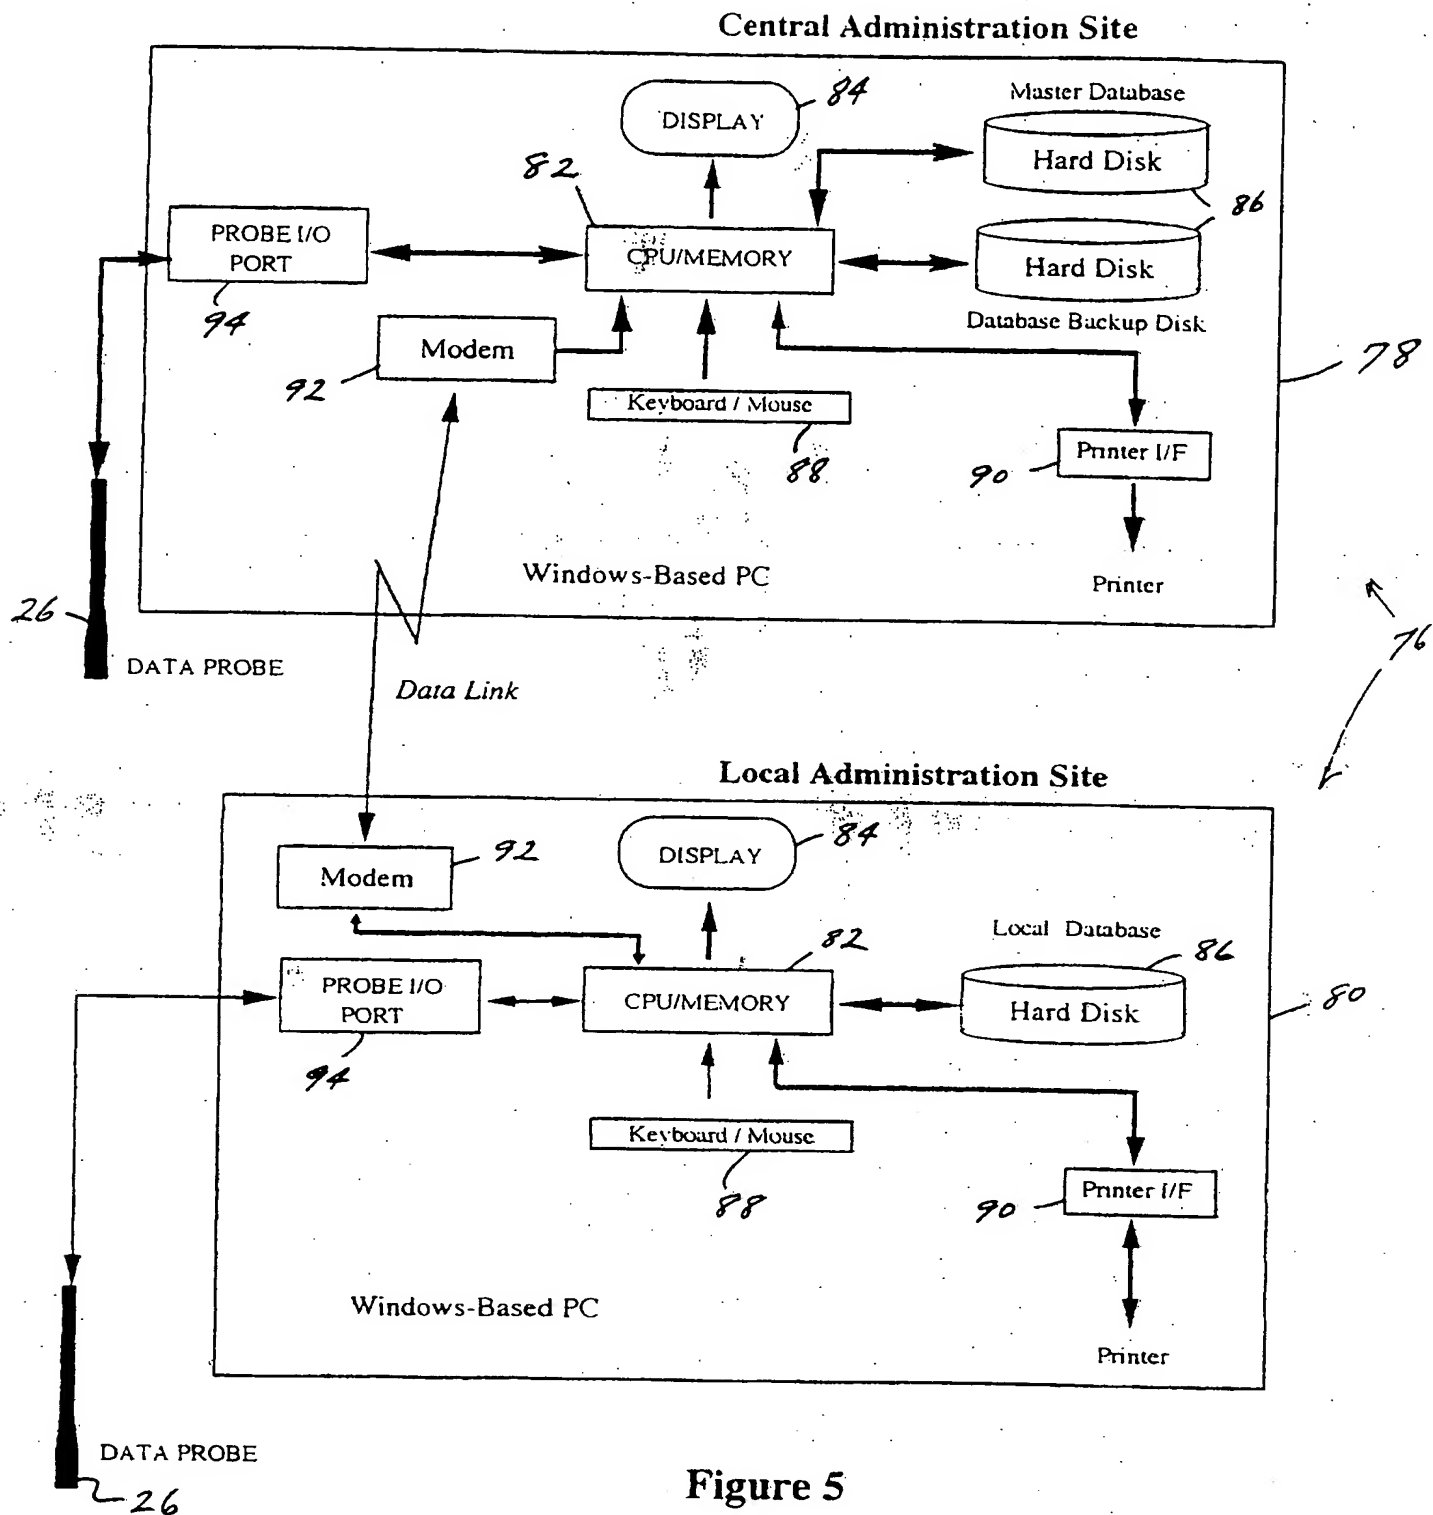 Central Administration Site
84
Master Database
DISPLAY
Hard Disk
82
86
PROBE I/O
PORT
CPU/MEMORY
Hard Disk
94
Database Backup Disk
Modem
92
78
Keyboard / Mouse
88
Printer I/F
90
Windows-Based PC
Printer
26
76
DATA PROBE
Data Link
Local Administration Site
92
84
DISPLAY
Modem
82
Local Database
86
PROBE I/O
PORT
CPU/MEMORY
Hard Disk
80
94
Keyboard / Mouse
88
Printer I/F
90
Windows-Based PC
Printer
DATA PROBE
26
Figure 5